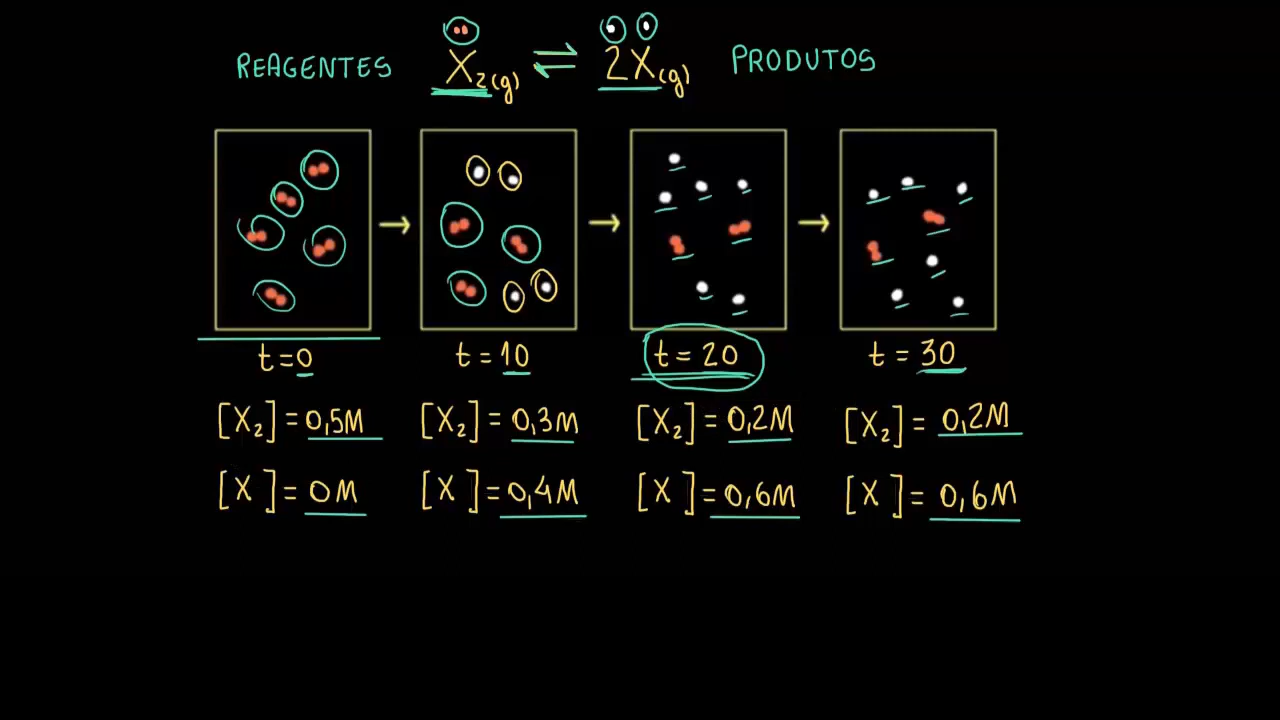 REAGENTES X₂(g) ⇌ 2X(g) PRODUTOS
t=0 t=10 t=20 t=30
[X₂]=0,5M [X₂]=0,3M [X₂]=0,2M [X₂]=0,2M
[X]=0M [X]=0,4M [X]=0,6M [X]=0,6M